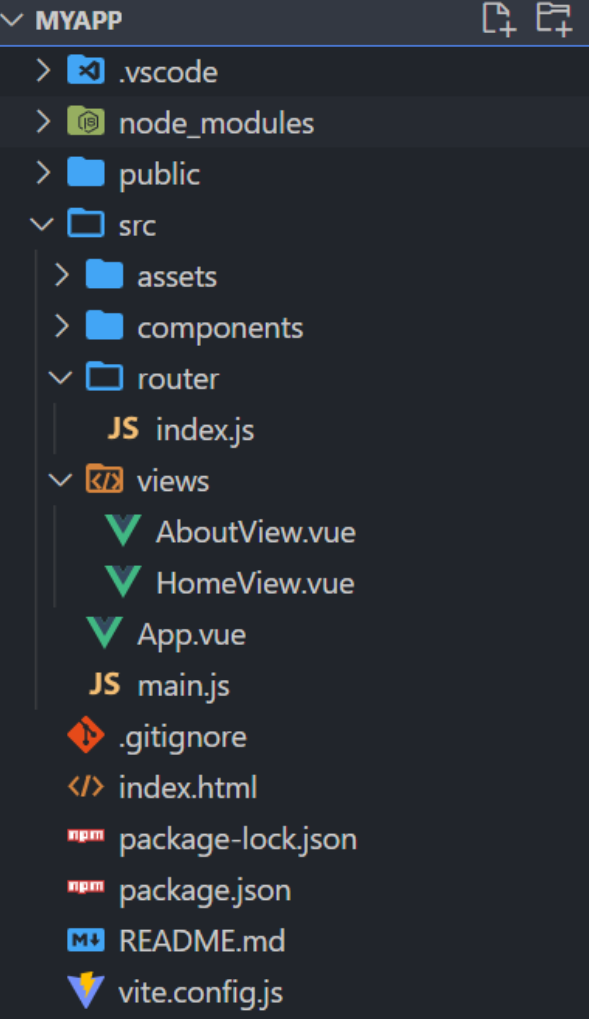 MYAPP
.vscode
node_modules
public
src
assets
components
router
JS index.js
views
AboutView.vue
HomeView.vue
App.vue
JS main.js
.gitignore
index.html
npm package-lock.json
npm package.json
README.md
vite.config.js